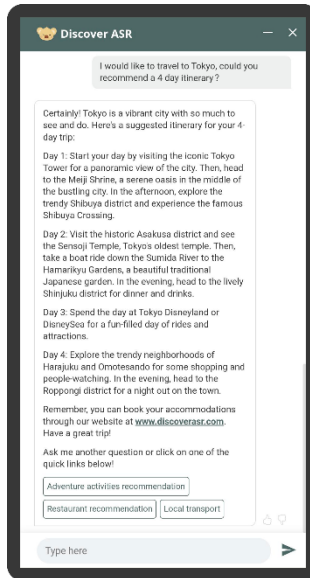 Discover ASR
I would like to travel to Tokyo, could you
recommend a 4 day itinerary?
Certainly! Tokyo is a vibrant city with so much to
see and do. Here's a suggested itinerary for your 4-
day trip:
Day 1: Start your day by visiting the iconic Tokyo
Tower for a panoramic view of the city. Then, head
to the Meiji Shrine, a serene oasis in the middle of
the bustling city. In the afternoon, explore the
trendy Shibuya district and experience the famous
Shibuya Crossing.
Day 2: Visit the historic Asakusa district and see
the Sensoji Temple, Tokyo's oldest temple. Then,
take a boat ride down the Sumida River to the
Hamarikyu Gardens, a beautiful traditional
Japanese garden. In the evening, head to the lively
Shinjuku district for dinner and drinks.
Day 3: Spend the day at Tokyo Disneyland or
DisneySea for a fun-filled day of rides and
attractions.
Day 4: Explore the trendy neighborhoods of
Harajuku and Omotesando for some shopping and
people-watching. In the evening, head to the
Roppongi district for a night out on the town.
Remember, you can book your accommodations
through our website at www.discoverasr.com.
Have a great trip!
Ask me another question or click on one of the
quick links below!
Adventure activities recommendation
Restaurant recommendation Local transport
Type here